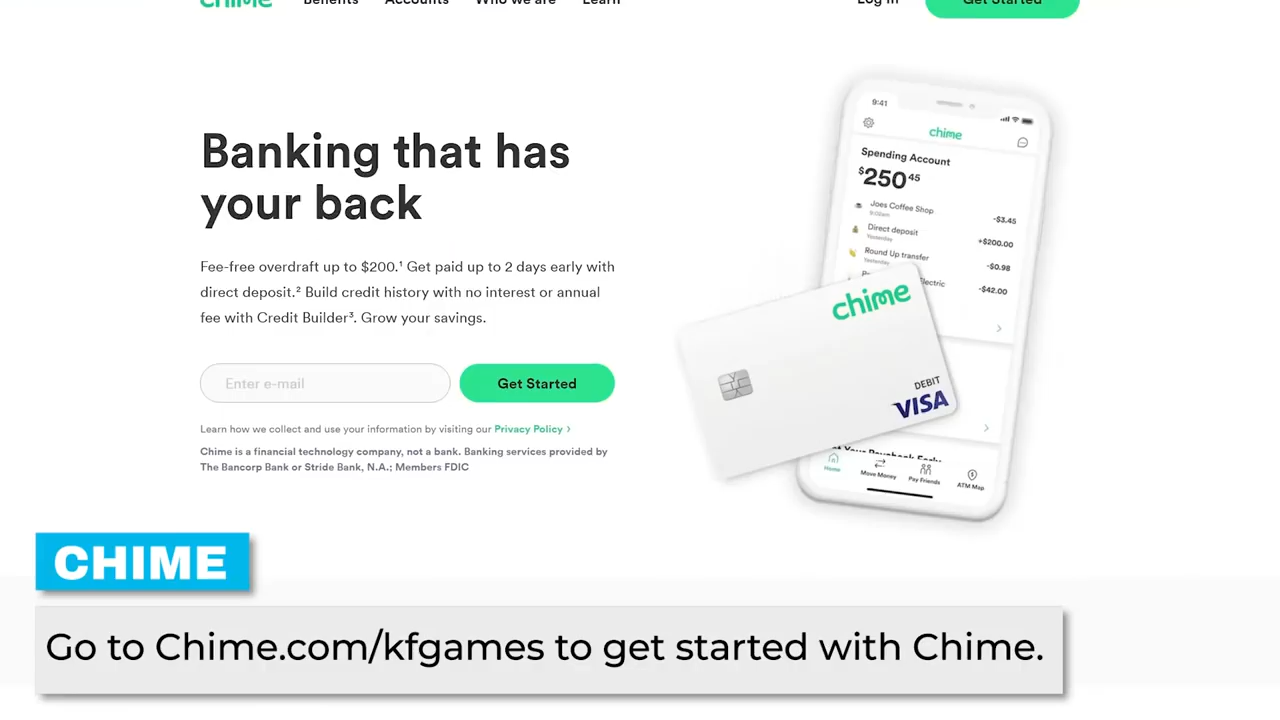 chime Benefits Accounts Who we are Learn Log in Get Started
Banking that has
your back
Fee-free overdraft up to $200.¹ Get paid up to 2 days early with
direct deposit.² Build credit history with no interest or annual
fee with Credit Builder³. Grow your savings.
Enter e-mail Get Started
Learn how we collect and use your information by visiting our Privacy Policy ›
Chime is a financial technology company, not a bank. Banking services provided by
The Bancorp Bank or Stride Bank, N.A.; Members FDIC
9:41
chime
Spending Account
$250 45
Joes Coffee Shop -$3.45
9:02am
Direct deposit +$200.00
Yesterday
Round Up transfer -$0.98
Yesterday
Electric -$42.00
chime
DEBIT
VISA
Home Move Money Pay Friends ATM Map
CHIME
Go to Chime.com/kfgames to get started with Chime.